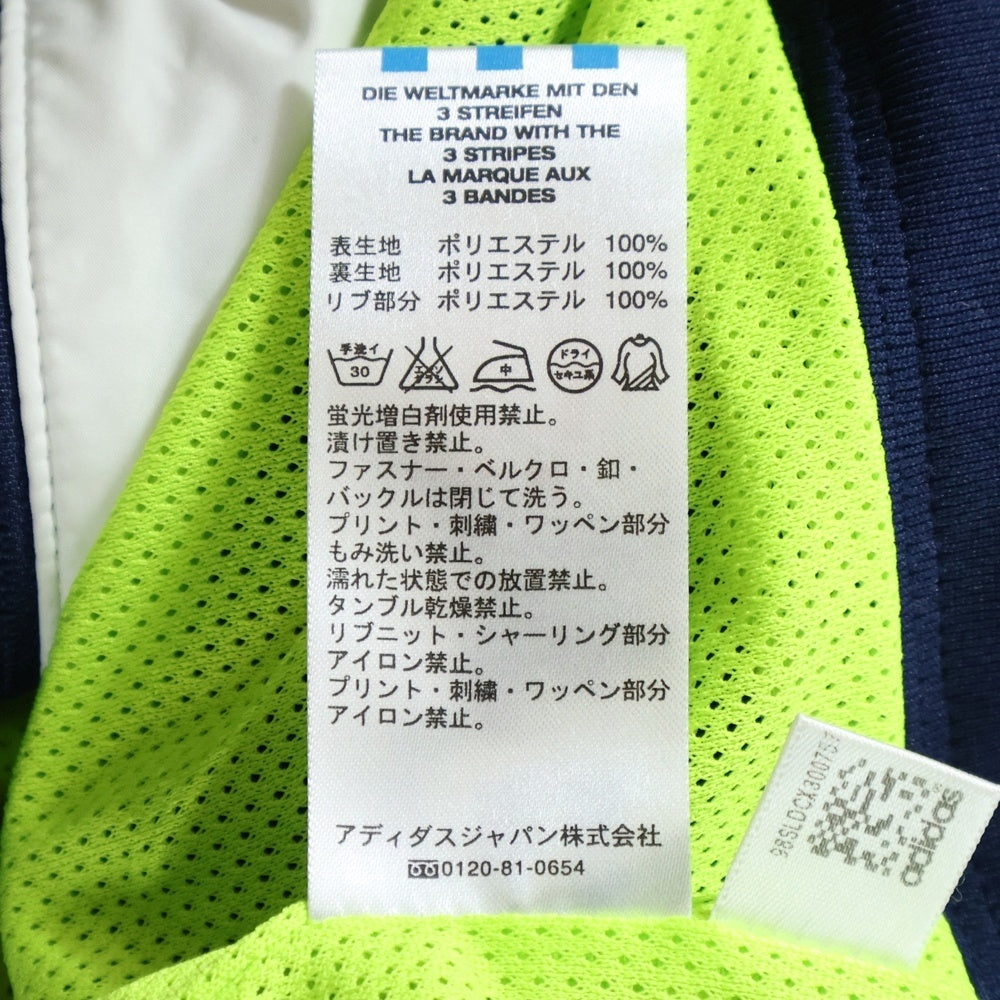 DIE WELTMARKE MIT DEN
3 STREIFEN
THE BRAND WITH THE
3 STRIPES
LA MARQUE AUX
3 BANDES
表生地 ポリエステル 100%
裏生地 ポリエステル 100%
リブ部分 ポリエステル 100%
手洗イ 30 エンソサラシ 中 ドライ セキユ系
蛍光増白剤使用禁止。
漬け置き禁止。
ファスナー・ベルクロ・釦・
バックルは閉じて洗う。
プリント・刺繍・ワッペン部分
もみ洗い禁止。
濡れた状態での放置禁止。
タンブル乾燥禁止。
リブニット・シャーリング部分
アイロン禁止。
プリント・刺繍・ワッペン部分
アイロン禁止。
アディダスジャパン株式会社
0120-81-0654
adidas